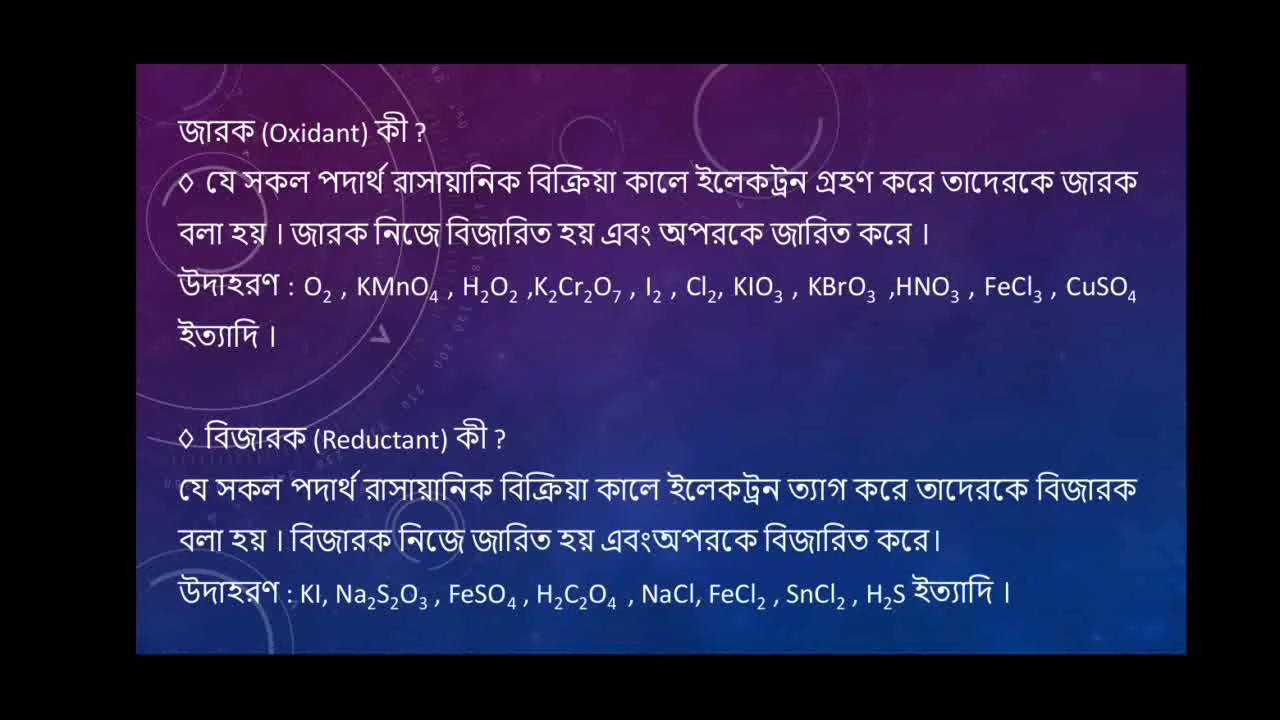 জারক (Oxidant) কী ?
◊ যে সকল পদার্থ রাসায়ানিক বিক্রিয়া কালে ইলেকট্রন গ্রহণ করে তাদেরকে জারক
বলা হয় । জারক নিজে বিজারিত হয় এবং অপরকে জারিত করে ।
উদাহরণ : O₂ , KMnO₄ , H₂O₂ ,K₂Cr₂O₇ , I₂ , Cl₂, KIO₃ , KBrO₃ ,HNO₃ , FeCl₃ , CuSO₄
ইত্যাদি ।
◊ বিজারক (Reductant) কী ?
যে সকল পদার্থ রাসায়ানিক বিক্রিয়া কালে ইলেকট্রন ত্যাগ করে তাদেরকে বিজারক
বলা হয় । বিজারক নিজে জারিত হয় এবংঅপরকে বিজারিত করে।
উদাহরণ : KI, Na₂S₂O₃ , FeSO₄ , H₂C₂O₄ , NaCl, FeCl₂ , SnCl₂ , H₂S ইত্যাদি ।